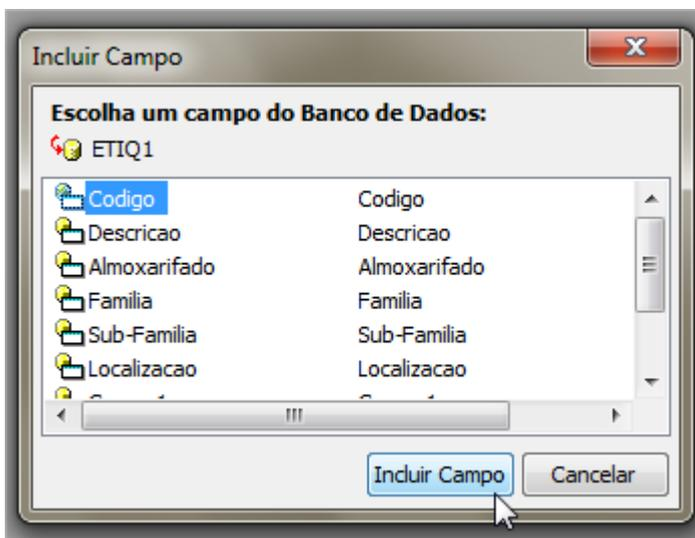 Incluir Campo
Escolha um campo do Banco de Dados:
ETIQ1
Codigo Codigo
Descricao Descricao
Almoxarifado Almoxarifado
Familia Familia
Sub-Familia Sub-Familia
Localizacao Localizacao
Incluir Campo Cancelar